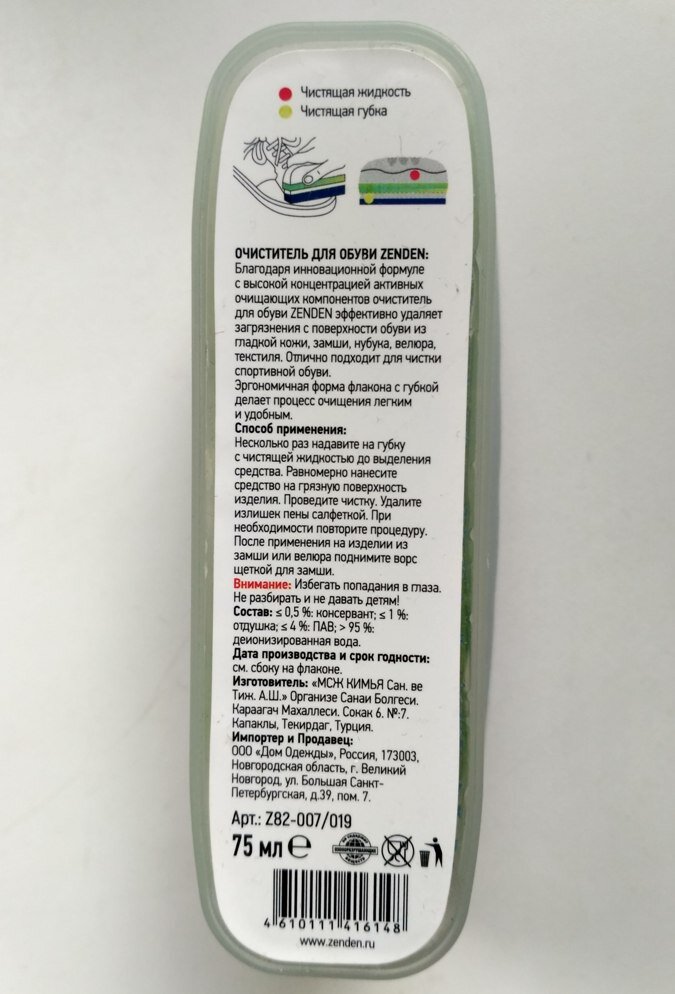 Чистящая жидкость
Чистящая губка
ОЧИСТИТЕЛЬ ДЛЯ ОБУВИ ZENDEN:
Благодаря инновационной формуле
с высокой концентрацией активных
очищающих компонентов очиститель
для обуви ZENDEN эффективно удаляет
загрязнения с поверхности обуви из
гладкой кожи, замши, нубука, велюра,
текстиля. Отлично подходит для чистки
спортивной обуви.
Эргономичная форма флакона с губкой
делает процесс очищения легким
и удобным.
Способ применения:
Несколько раз надавите на губку
с чистящей жидкостью до выделения
средства. Равномерно нанесите
средство на грязную поверхность
изделия. Проведите чистку. Удалите
излишек пены салфеткой. При
необходимости повторите процедуру.
После применения на изделии из
замши или велюра поднимите ворс
щеткой для замши.
Внимание: Избегать попадания в глаза.
Не разбирать и не давать детям!
Состав: ≤ 0,5 %: консервант; ≤ 1 %:
отдушка; ≤ 4 %: ПАВ; > 95 %:
деионизированная вода.
Дата производства и срок годности:
см. сбоку на флаконе.
Изготовитель: «МСЖ КИМЬЯ Сан. ве
Тиж. А.Ш.» Организе Санаи Болгеси.
Караагач Махаллеси. Сокак 6. №:7.
Капаклы, Текирдаг, Турция.
Импортер и Продавец:
ООО «Дом Одежды», Россия, 173003,
Новгородская область, г. Великий
Новгород, ул. Большая Санкт-
Петербургская, д.39, пом. 7.
Арт.: Z82-007/019
75 мл e
4 610111 416148
www.zenden.ru